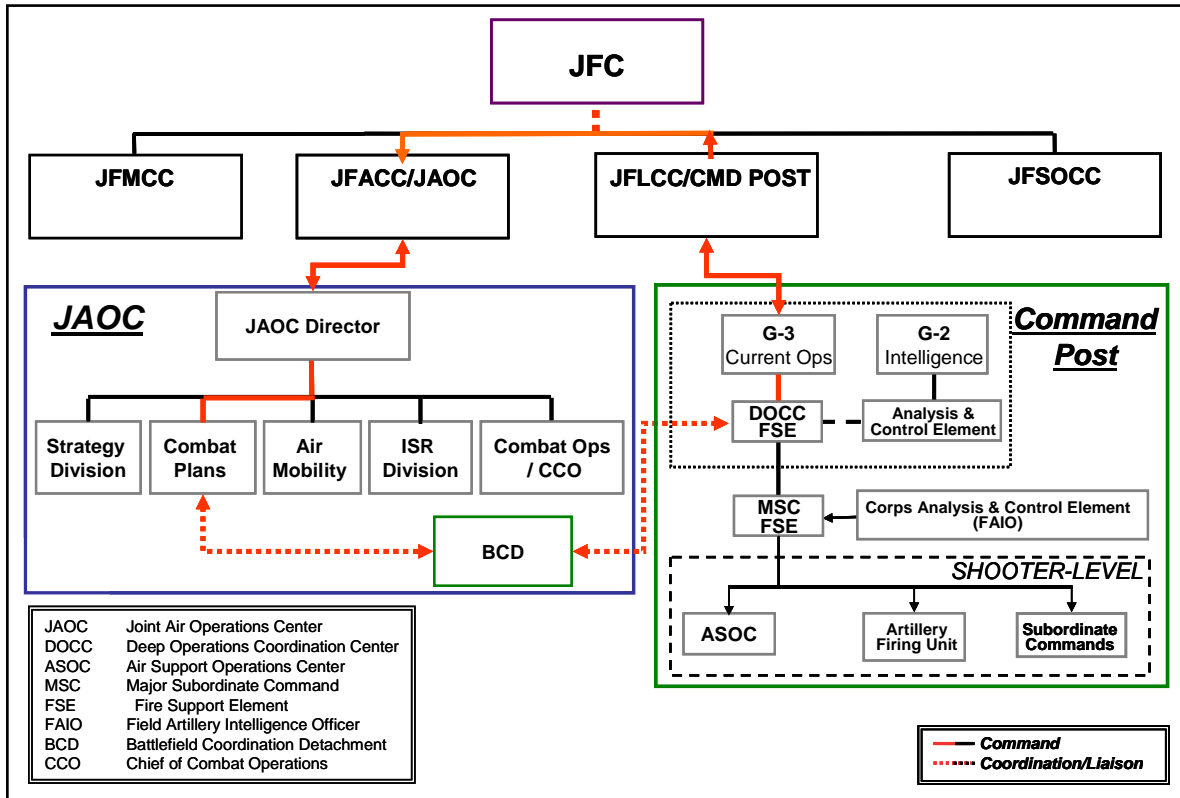 JFC
JFMCC
JFACC/JAOC
JFLCC/CMD POST
JFSOCC
JAOC
JAOC Director
Strategy
Division
Combat
Plans
Air
Mobility
ISR
Division
Combat Ops
/ CCO
BCD
Command
Post
G-3
Current Ops
G-2
Intelligence
DOCC
FSE
Analysis &
Control Element
MSC
FSE
Corps Analysis & Control Element
(FAIO)
SHOOTER-LEVEL
ASOC
Artillery
Firing Unit
Subordinate
Commands
JAOC Joint Air Operations Center
DOCC Deep Operations Coordination Center
ASOC Air Support Operations Center
MSC Major Subordinate Command
FSE Fire Support Element
FAIO Field Artillery Intelligence Officer
BCD Battlefield Coordination Detachment
CCO Chief of Combat Operations
Command
Coordination/Liaison